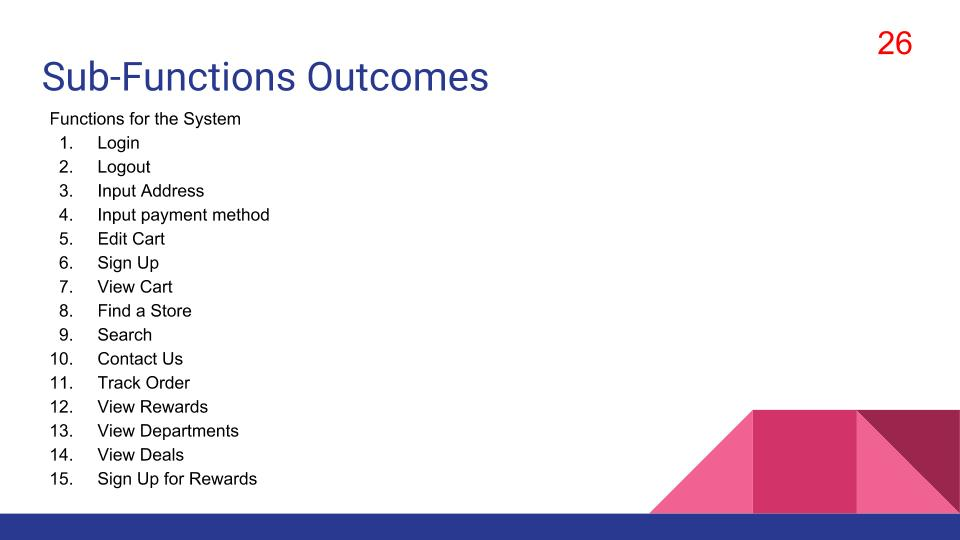 26
Sub-Functions Outcomes
Functions for the System
1. Login
2. Logout
3. Input Address
4. Input payment method
5. Edit Cart
6. Sign Up
7. View Cart
8. Find a Store
9. Search
10. Contact Us
11. Track Order
12. View Rewards
13. View Departments
14. View Deals
15. Sign Up for Rewards